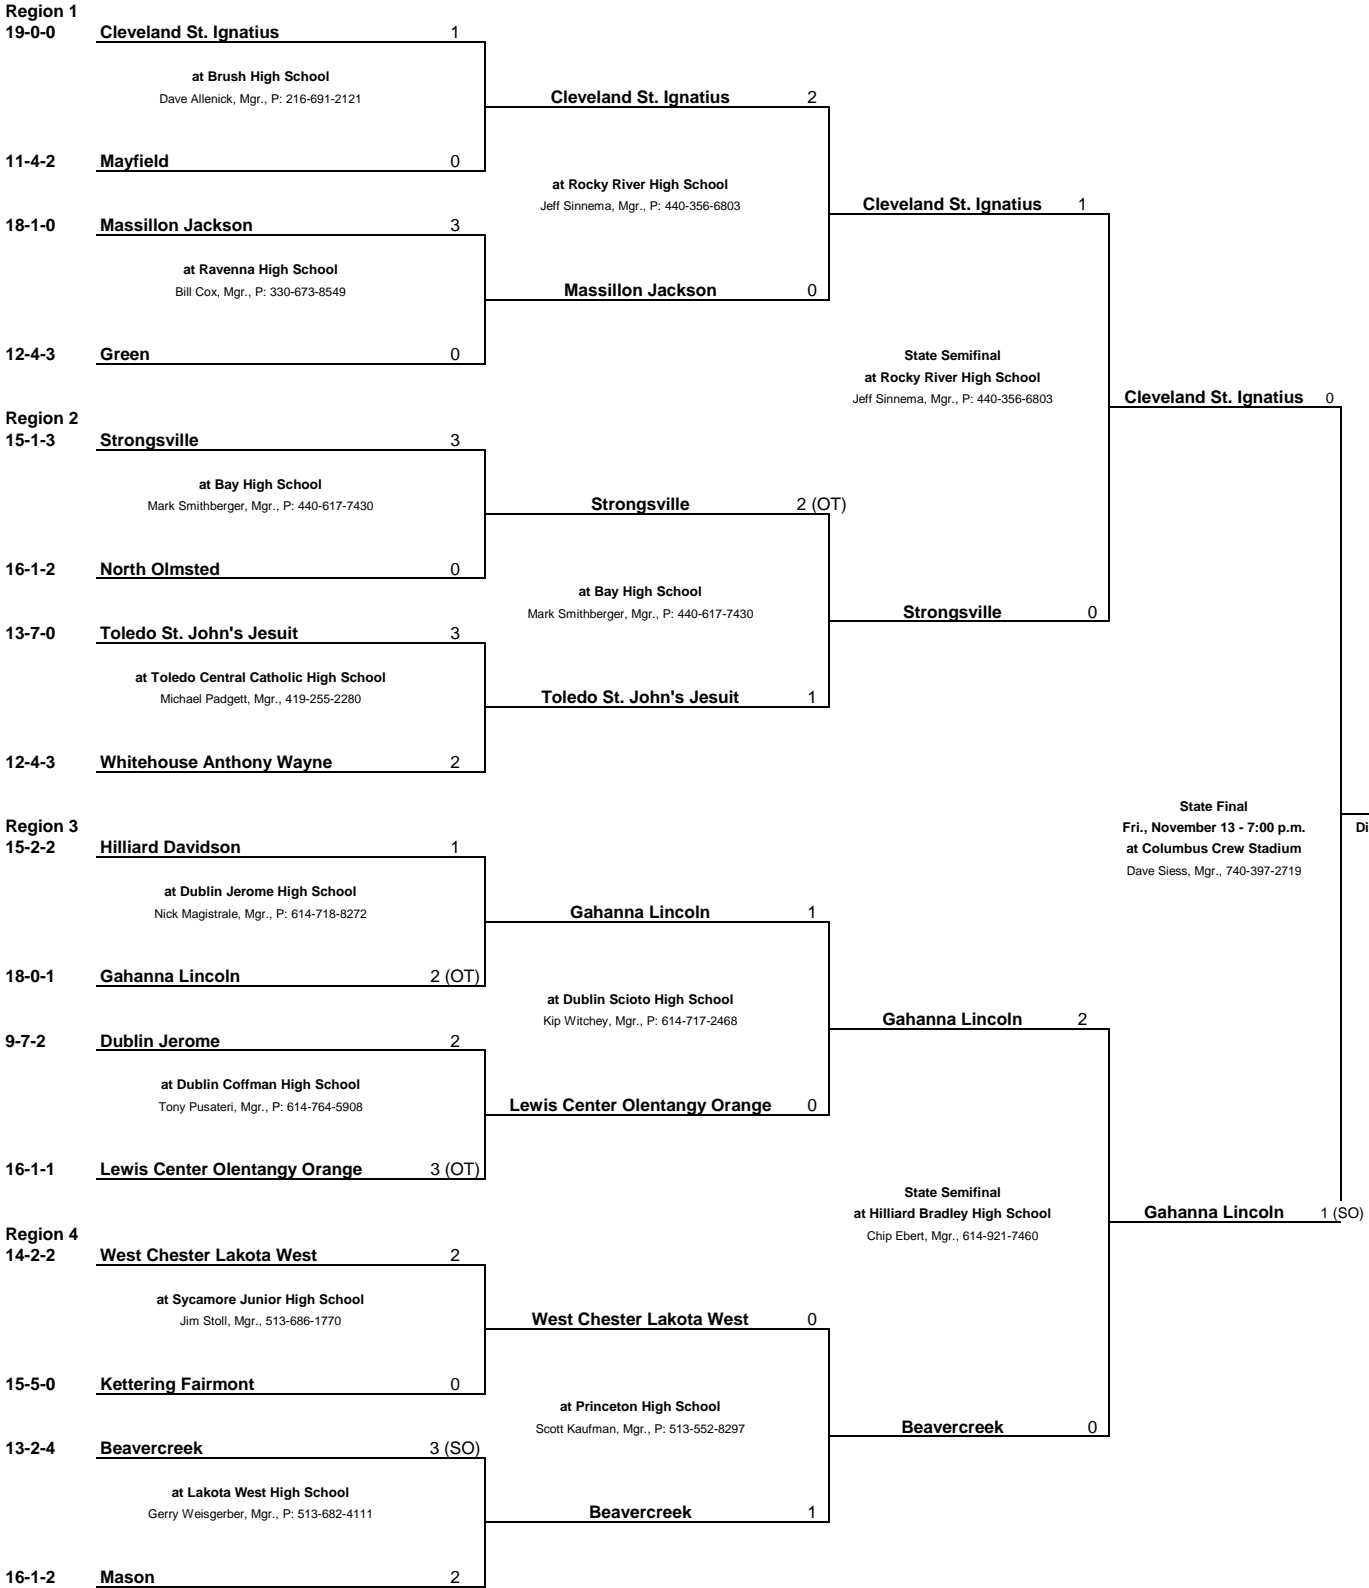 Region 1
19-0-0 Cleveland St. Ignatius 1
at Brush High School
Dave Allenick, Mgr., P: 216-691-2121
Cleveland St. Ignatius 2
11-4-2 Mayfield 0
at Rocky River High School
Jeff Sinnema, Mgr., P: 440-356-6803
Cleveland St. Ignatius 1
18-1-0 Massillon Jackson 3
at Ravenna High School
Bill Cox, Mgr., P: 330-673-8549
Massillon Jackson 0
12-4-3 Green 0
State Semifinal
at Rocky River High School
Jeff Sinnema, Mgr., P: 440-356-6803
Cleveland St. Ignatius 0
Region 2
15-1-3 Strongsville 3
at Bay High School
Mark Smithberger, Mgr., P: 440-617-7430
Strongsville 2 (OT)
16-1-2 North Olmsted 0
at Bay High School
Mark Smithberger, Mgr., P: 440-617-7430
Strongsville 0
13-7-0 Toledo St. John's Jesuit 3
at Toledo Central Catholic High School
Michael Padgett, Mgr., 419-255-2280
Toledo St. John's Jesuit 1
12-4-3 Whitehouse Anthony Wayne 2
State Final
Fri., November 13 - 7:00 p.m.
at Columbus Crew Stadium
Dave Siess, Mgr., 740-397-2719
Di
Region 3
15-2-2 Hilliard Davidson 1
at Dublin Jerome High School
Nick Magistrale, Mgr., P: 614-718-8272
Gahanna Lincoln 1
18-0-1 Gahanna Lincoln 2 (OT)
at Dublin Scioto High School
Kip Witchey, Mgr., P: 614-717-2468
Gahanna Lincoln 2
9-7-2 Dublin Jerome 2
at Dublin Coffman High School
Tony Pusateri, Mgr., P: 614-764-5908
Lewis Center Olentangy Orange 0
16-1-1 Lewis Center Olentangy Orange 3 (OT)
State Semifinal
at Hilliard Bradley High School
Chip Ebert, Mgr., 614-921-7460
Gahanna Lincoln 1 (SO)
Region 4
14-2-2 West Chester Lakota West 2
at Sycamore Junior High School
Jim Stoll, Mgr., 513-686-1770
West Chester Lakota West 0
15-5-0 Kettering Fairmont 0
at Princeton High School
Scott Kaufman, Mgr., P: 513-552-8297
Beavercreek 0
13-2-4 Beavercreek 3 (SO)
at Lakota West High School
Gerry Weisgerber, Mgr., P: 513-682-4111
Beavercreek 1
16-1-2 Mason 2